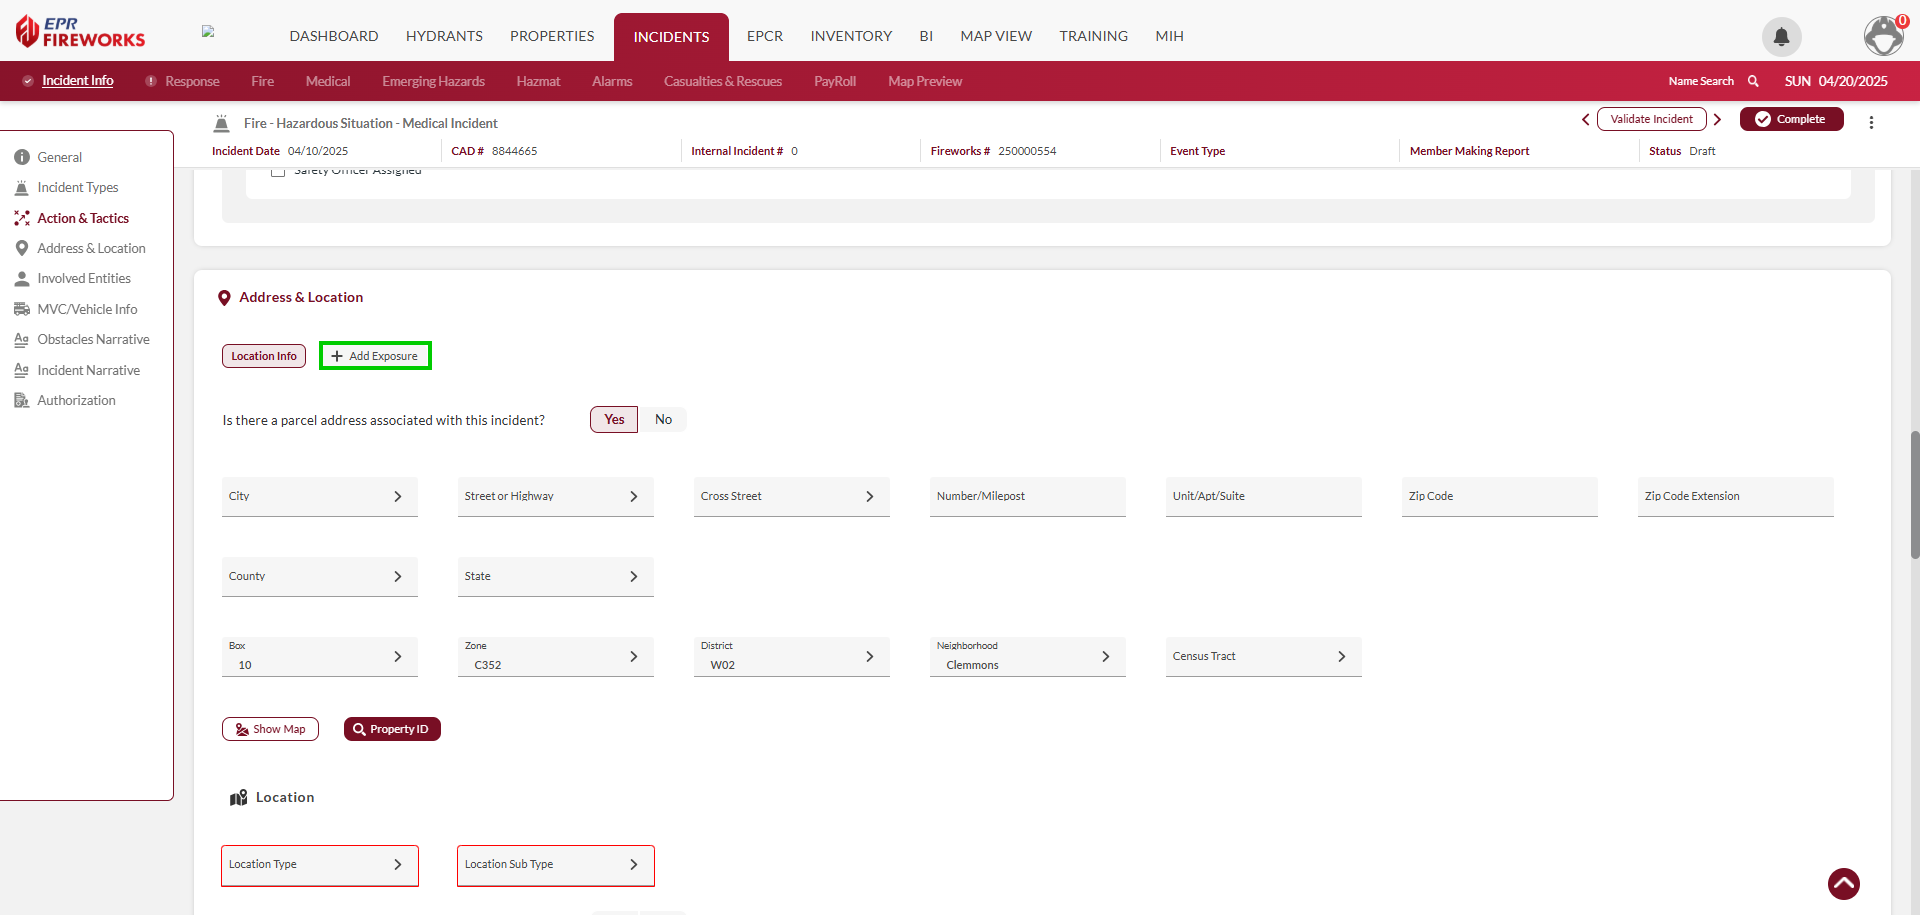 EPR
FIREWORKS
DASHBOARD HYDRANTS PROPERTIES INCIDENTS EPCR INVENTORY BI MAP VIEW TRAINING MIH
0
Incident Info Response Fire Medical Emerging Hazards Hazmat Alarms Casualties & Rescues PayRoll Map Preview Name Search SUN 04/20/2025
Fire - Hazardous Situation - Medical Incident Validate Incident Complete
Incident Date 04/10/2025 CAD # 8844665 Internal Incident # 0 Fireworks # 250000554 Event Type Member Making Report Status Draft
General
Incident Types
Action & Tactics
Address & Location
Involved Entities
MVC/Vehicle Info
Obstacles Narrative
Incident Narrative
Authorization
Safety Officer Assigned
Address & Location
Location Info Add Exposure
Is there a parcel address associated with this incident? Yes No
City Street or Highway Cross Street Number/Milepost Unit/Apt/Suite Zip Code Zip Code Extension
County State
Box Zone District Neighborhood Census Tract
10 C352 W02 Clemmons
Show Map Property ID
Location
Location Type Location Sub Type